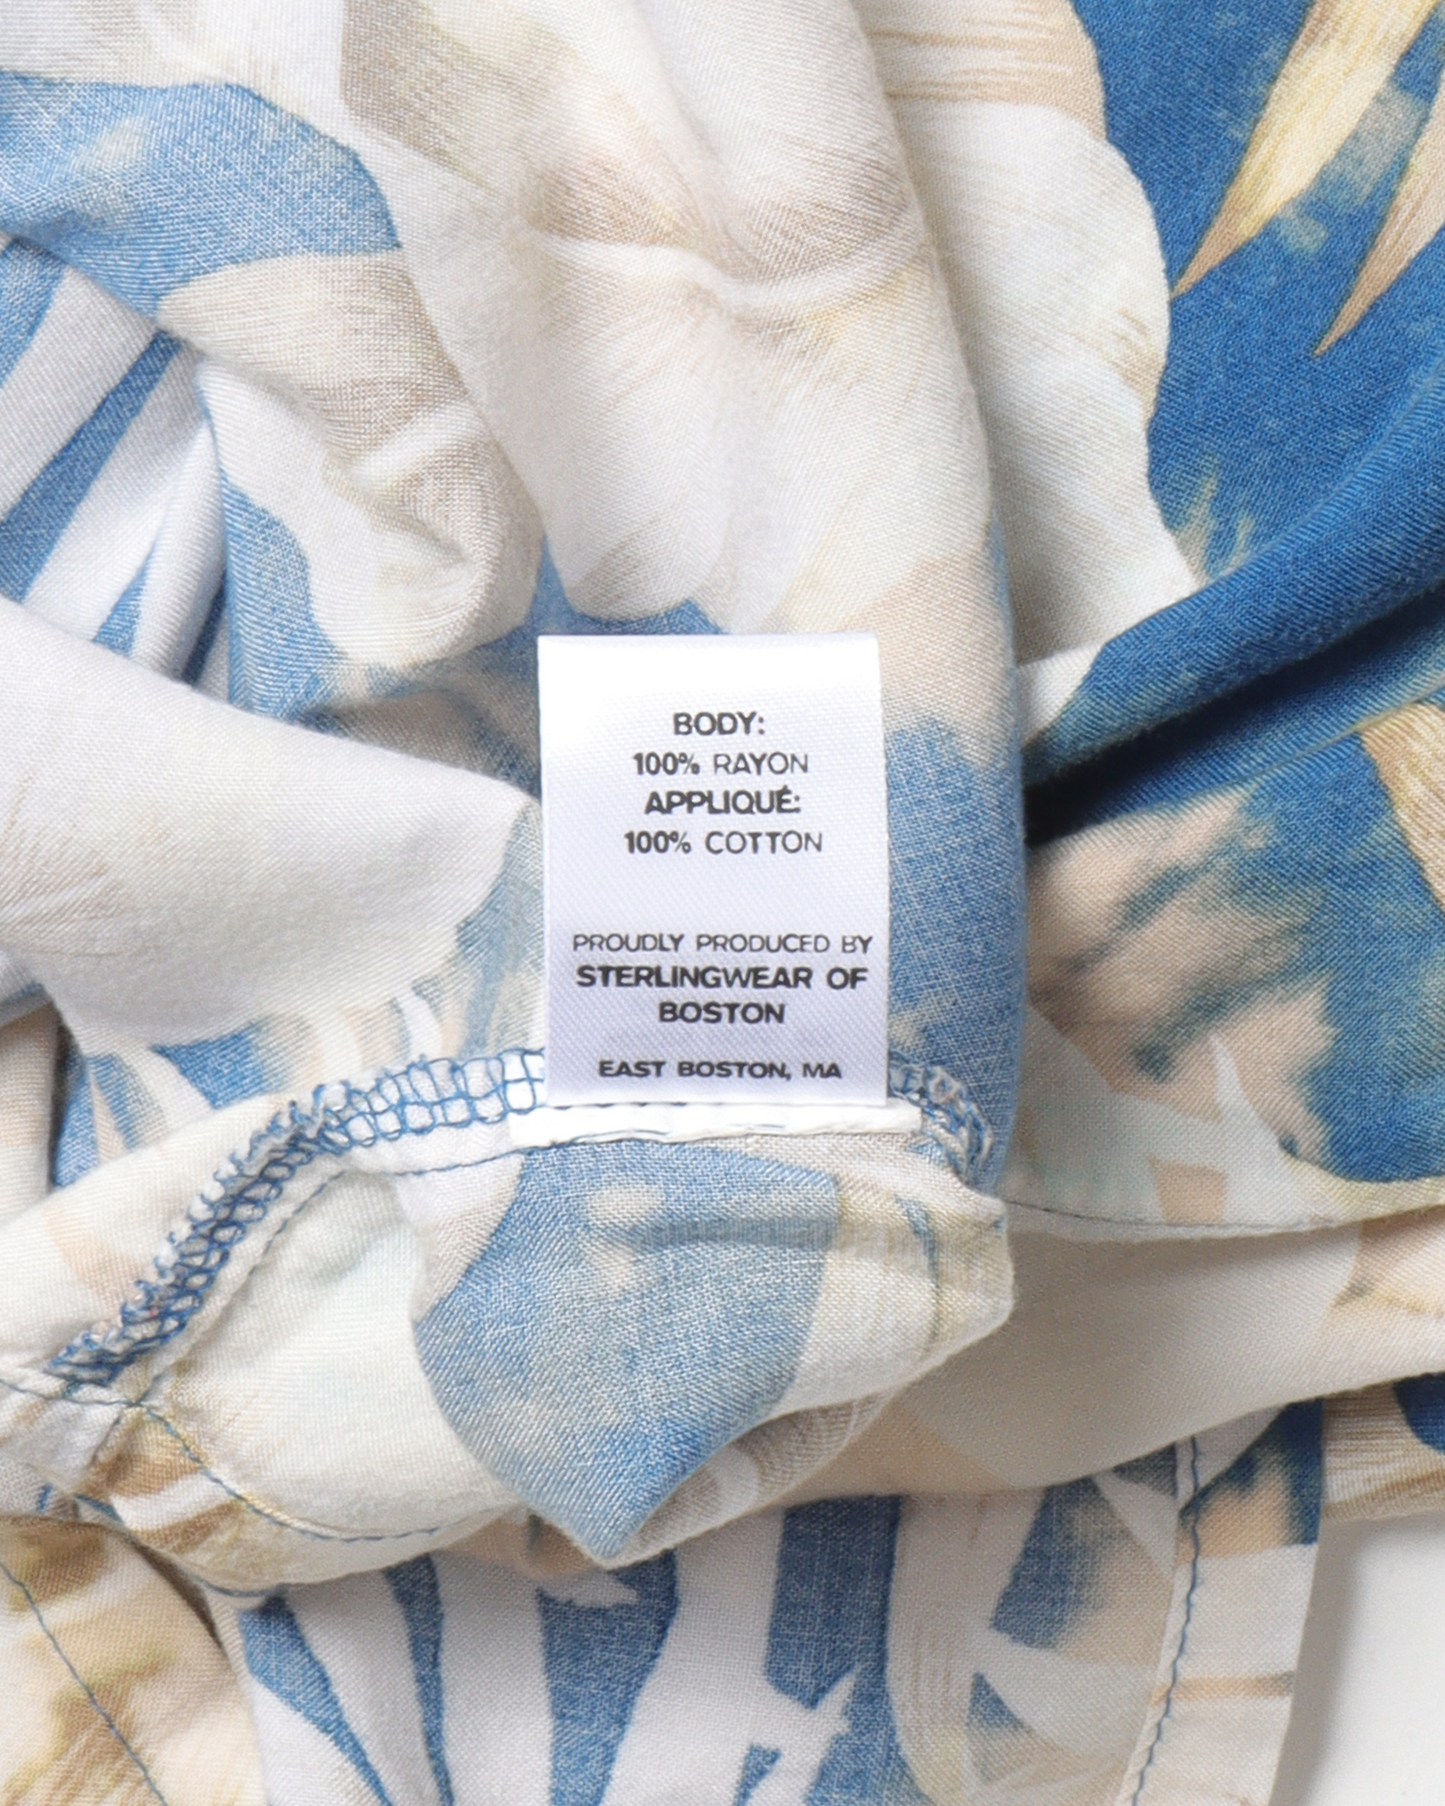 BODY:
100% RAYON
APPLIQUÉ:
100% COTTON
PROUDLY PRODUCED BY
STERLINGWEAR OF
BOSTON
EAST BOSTON, MA